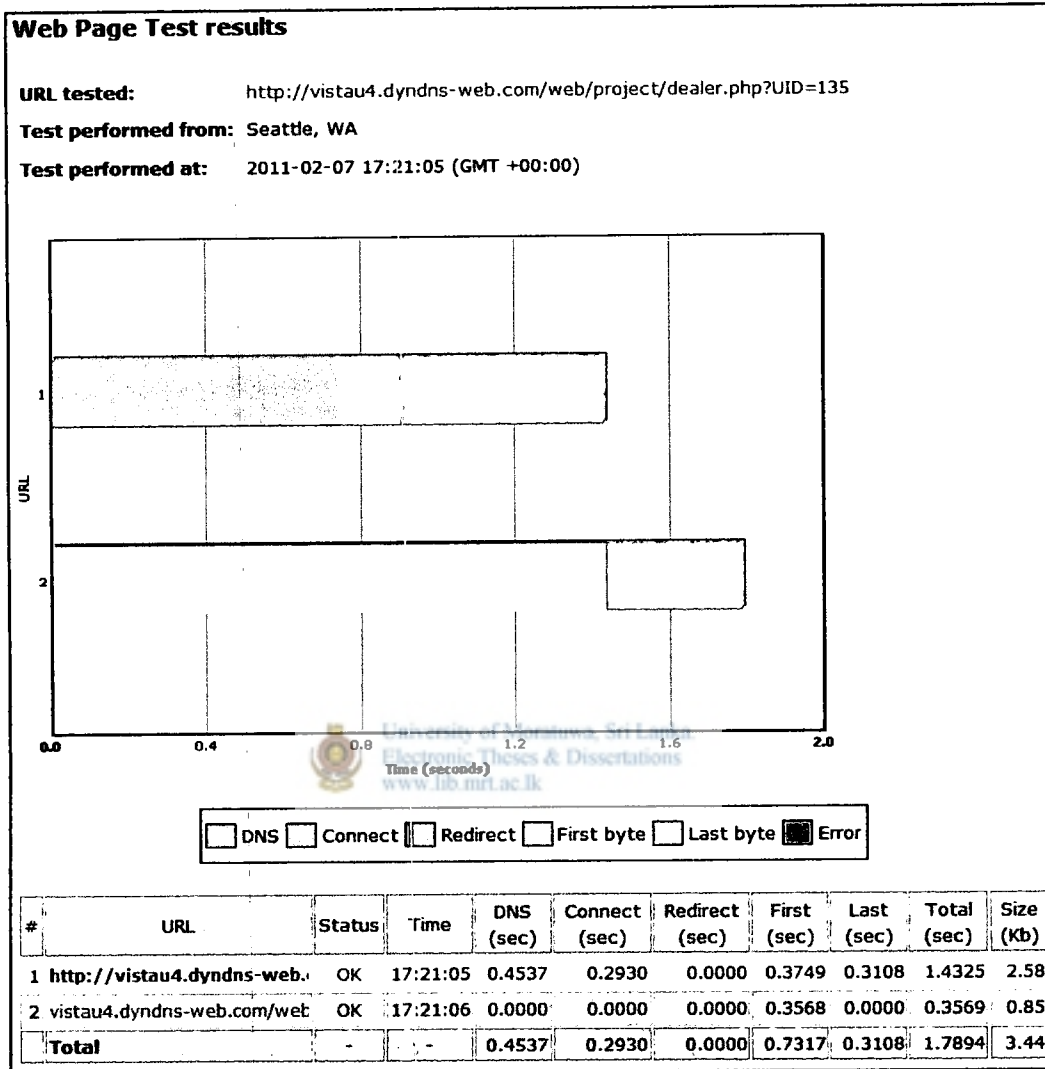 Web Page Test results
URL tested: http://vistau4.dyndns-web.com/web/project/dealer.php?UID=135
Test performed from: Seattle, WA
Test performed at: 2011-02-07 17:21:05 (GMT +00:00)
URL
1
2
0.0 0.4 0.8 1.2 1.6 2.0
Time (seconds)
University of Moratuwa, Sri Lanka
Electronic Theses & Dissertations
www.lib.mrt.ac.lk
DNS Connect Redirect First byte Last byte Error
# URL Status Time DNS (sec) Connect (sec) Redirect (sec) First (sec) Last (sec) Total (sec) Size (Kb)
1 http://vistau4.dyndns-web. OK 17:21:05 0.4537 0.2930 0.0000 0.3749 0.3108 1.4325 2.58
2 vistau4.dyndns-web.com/web OK 17:21:06 0.0000 0.0000 0.0000 0.3568 0.0000 0.3569 0.85
Total - - 0.4537 0.2930 0.0000 0.7317 0.3108 1.7894 3.44